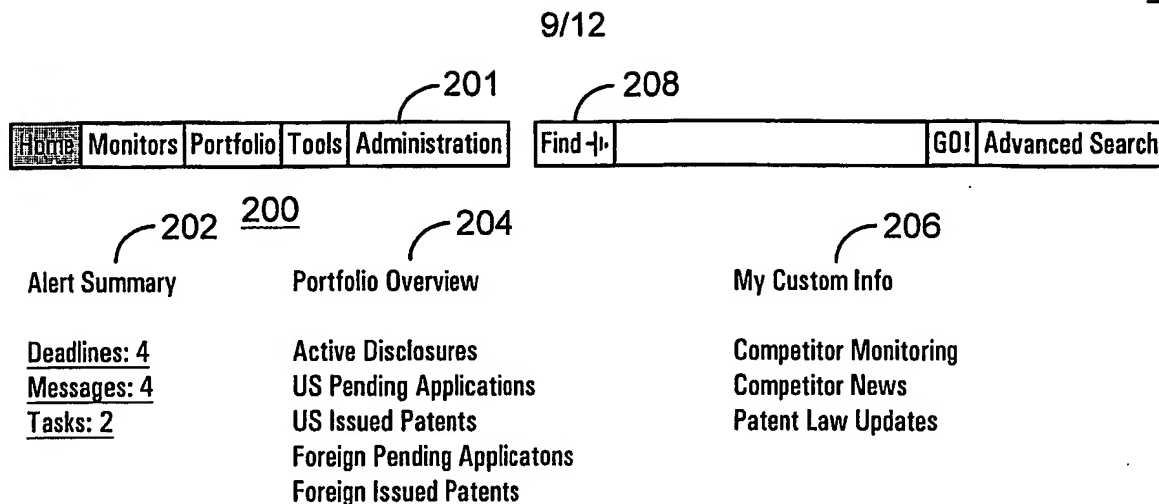 9/12
201 208
Home Monitors Portfolio Tools Administration Find GO! Advanced Search
202 200 204 206
Alert Summary Portfolio Overview My Custom Info
Deadlines: 4 Active Disclosures Competitor Monitoring
Messages: 4 US Pending Applications Competitor News
Tasks: 2 US Issued Patents Patent Law Updates
Foreign Pending Applicatons
Foreign Issued Patents